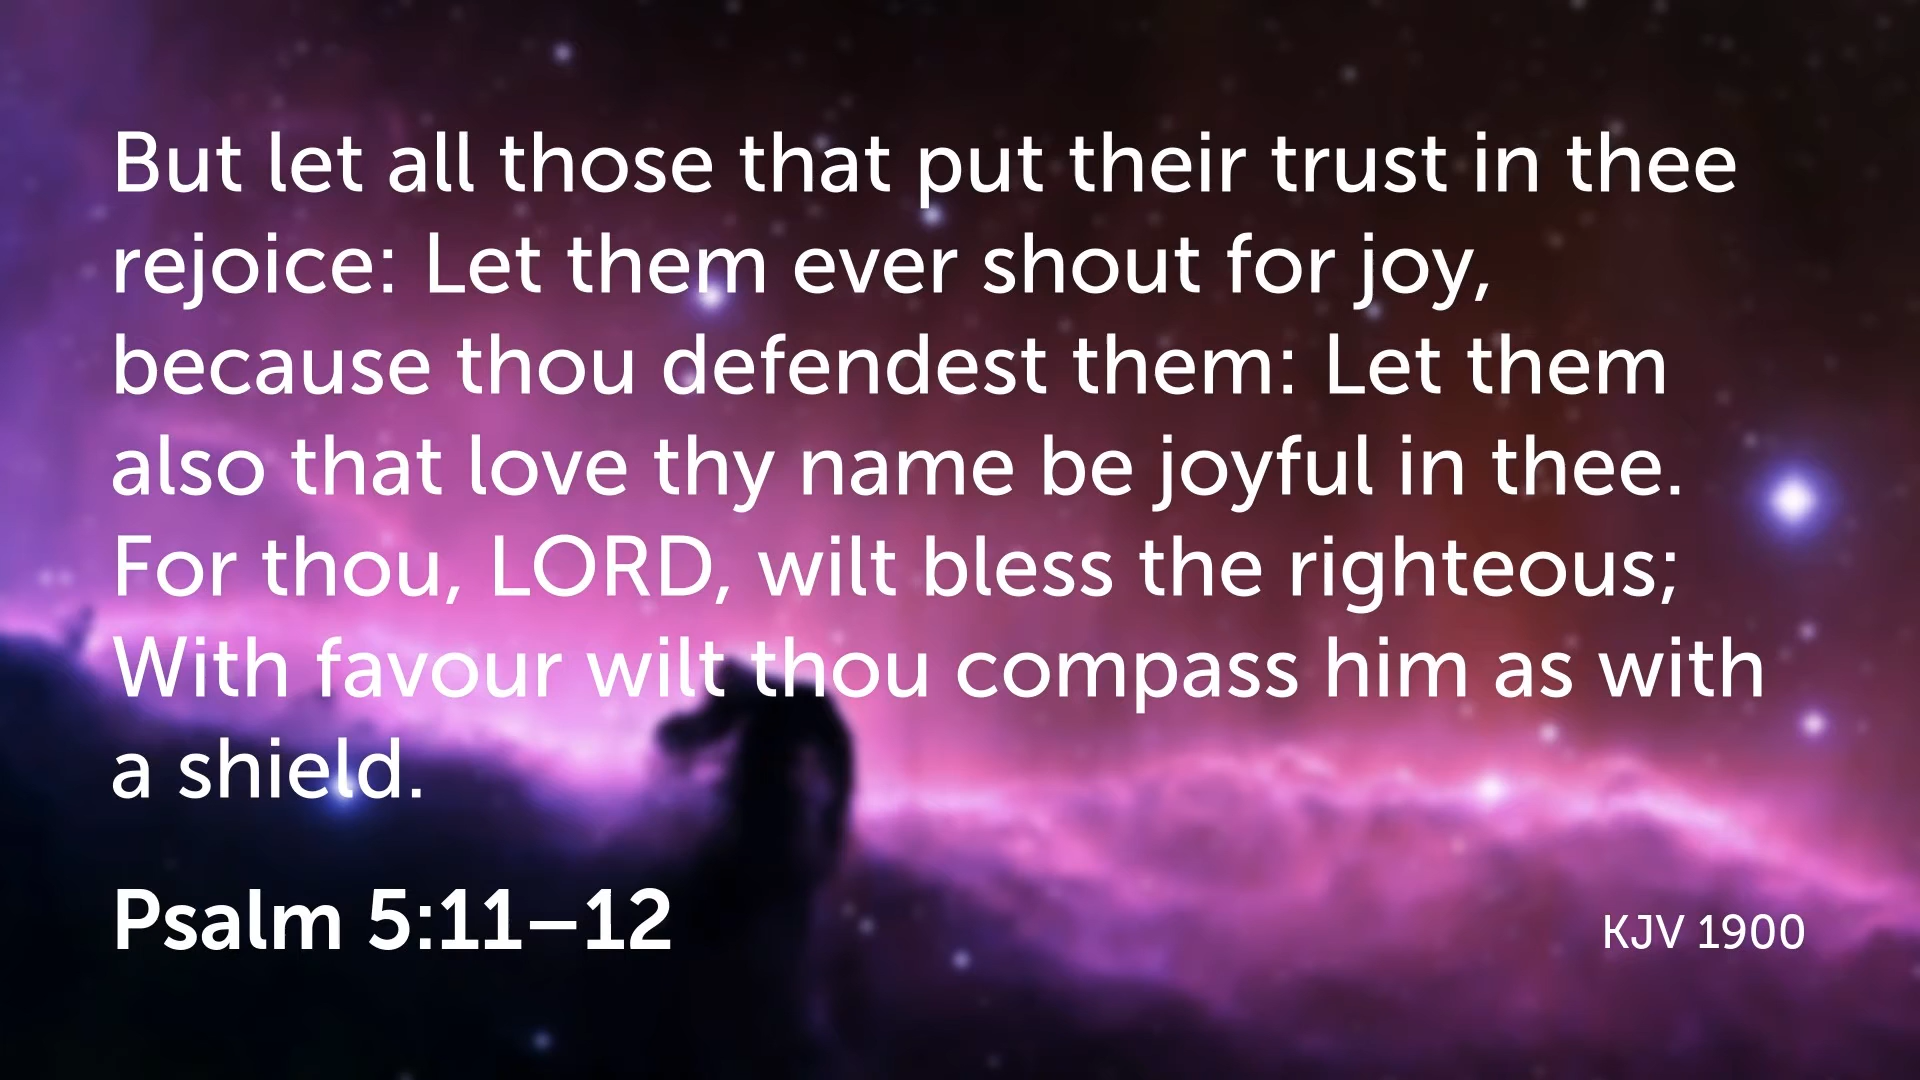 But let all those that put their trust in thee
rejoice: Let them ever shout for joy,
because thou defendest them: Let them
also that love thy name be joyful in thee.
For thou, LORD, wilt bless the righteous;
With favour wilt thou compass him as with
a shield.
Psalm 5:11–12
KJV 1900